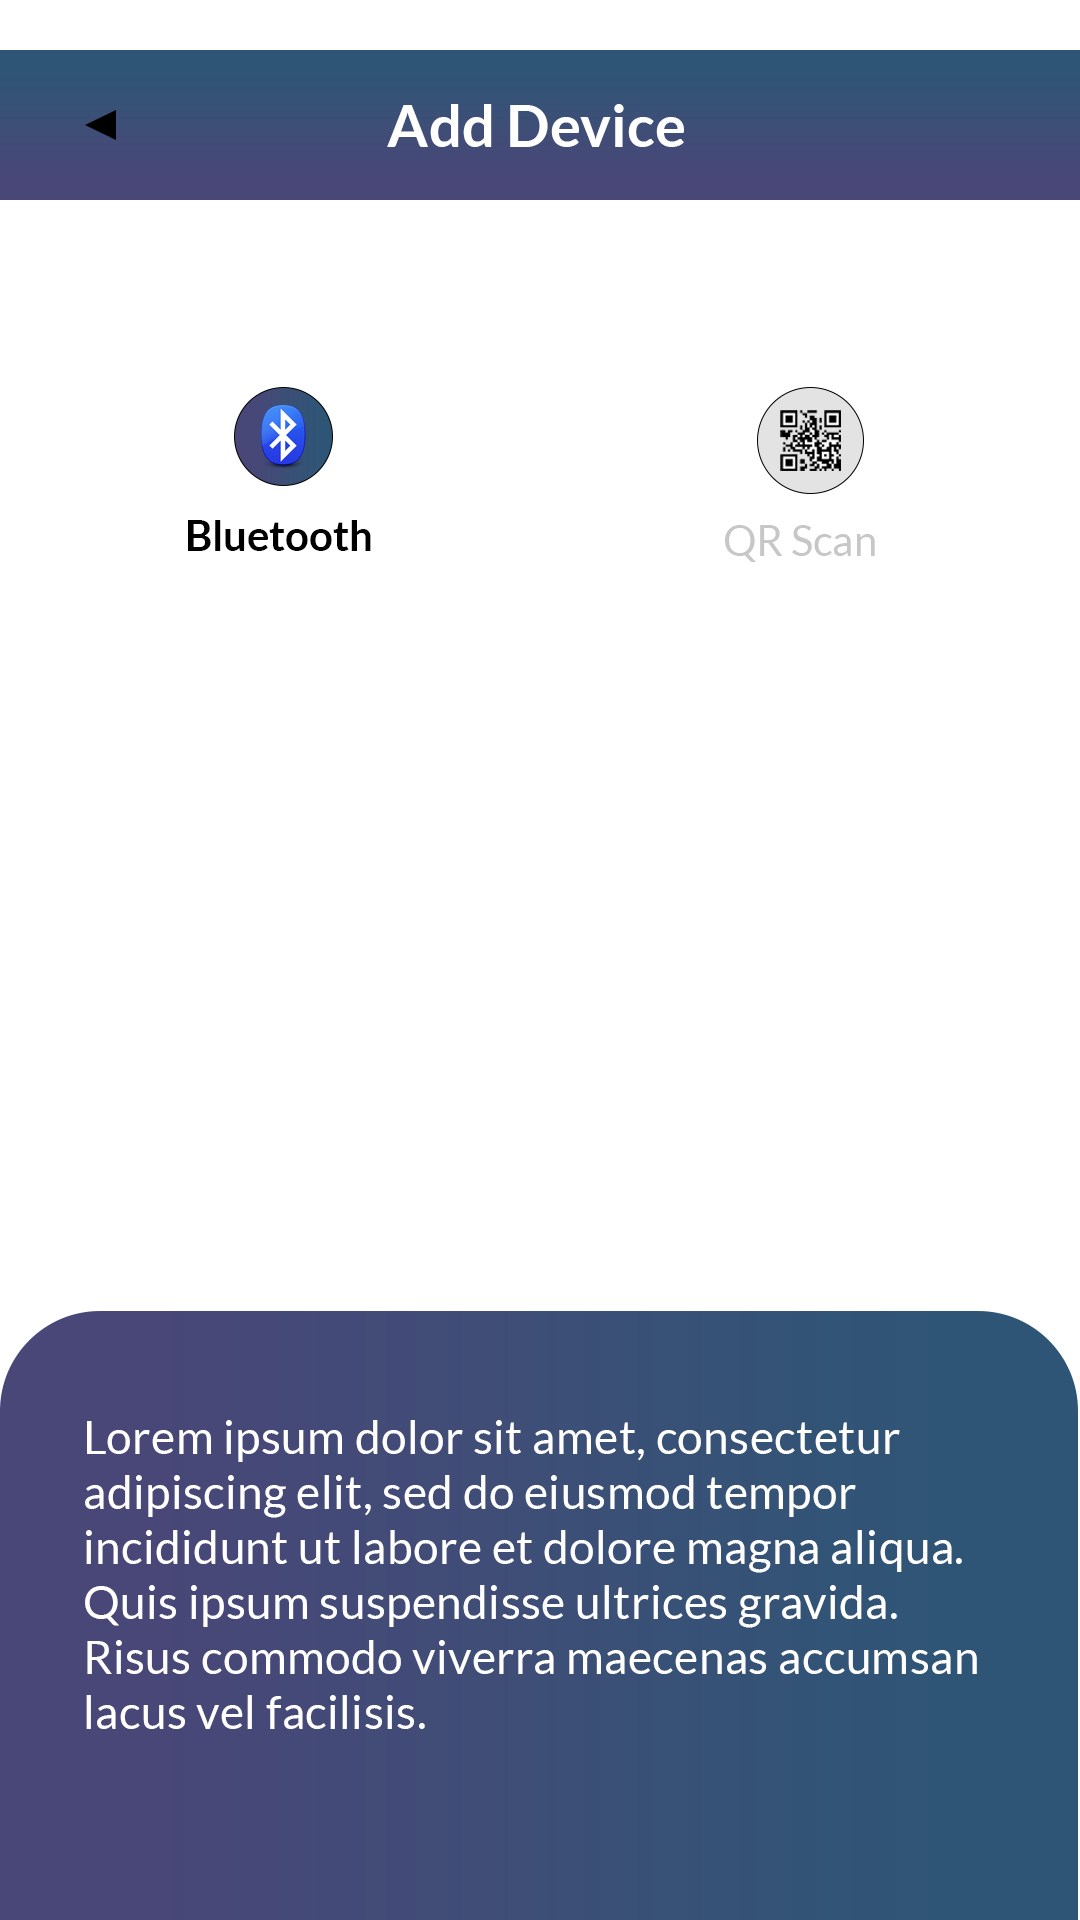 Add Device
Bluetooth
QR Scan
Lorem ipsum dolor sit amet, consectetur
adipiscing elit, sed do eiusmod tempor
incididunt ut labore et dolore magna aliqua.
Quis ipsum suspendisse ultrices gravida.
Risus commodo viverra maecenas accumsan
lacus vel facilisis.